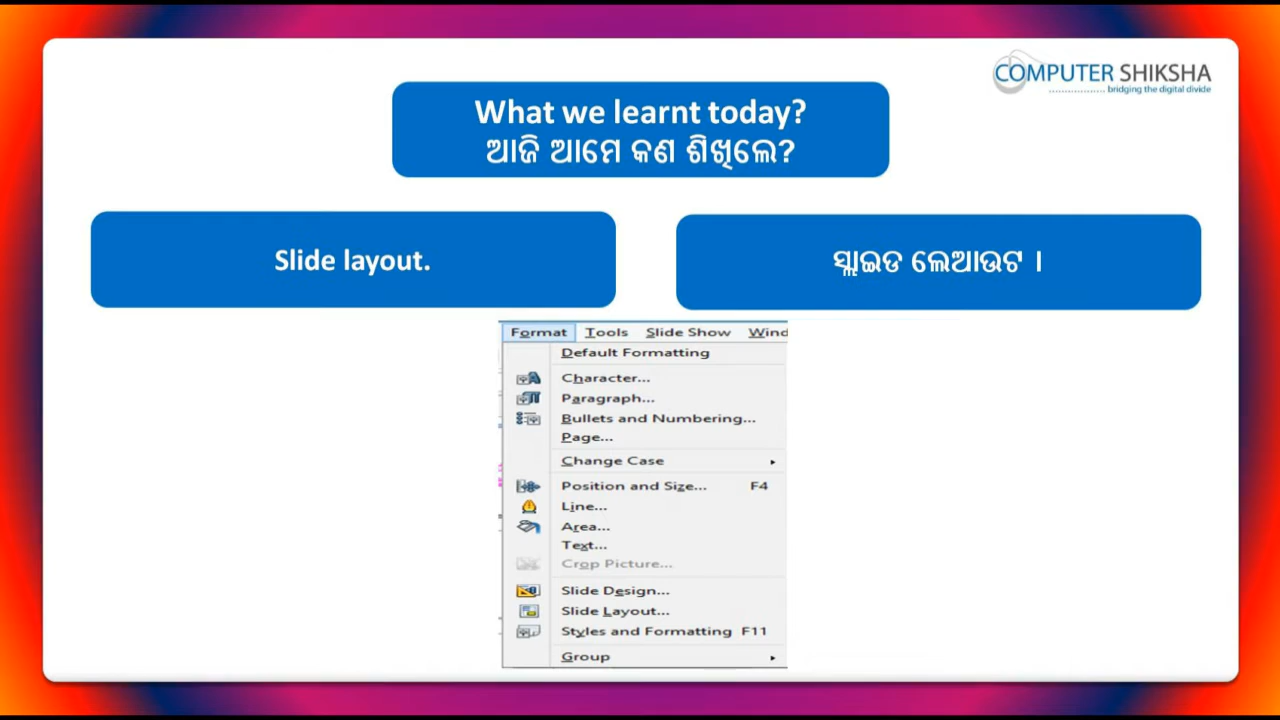 COMPUTER SHIKSHA
bridging the digital divide
What we learnt today?
ଆଜି ଆମେ କଣ ଶିଖିଲେ?
Slide layout.
ସ୍ଲାଇଡ ଲେଆଉଟ ।
Format Tools Slide Show Wind
Default Formatting
Character...
Paragraph...
Bullets and Numbering...
Page...
Change Case
Position and Size... F4
Line...
Area...
Text...
Crop Picture...
Slide Design...
Slide Layout...
Styles and Formatting F11
Group